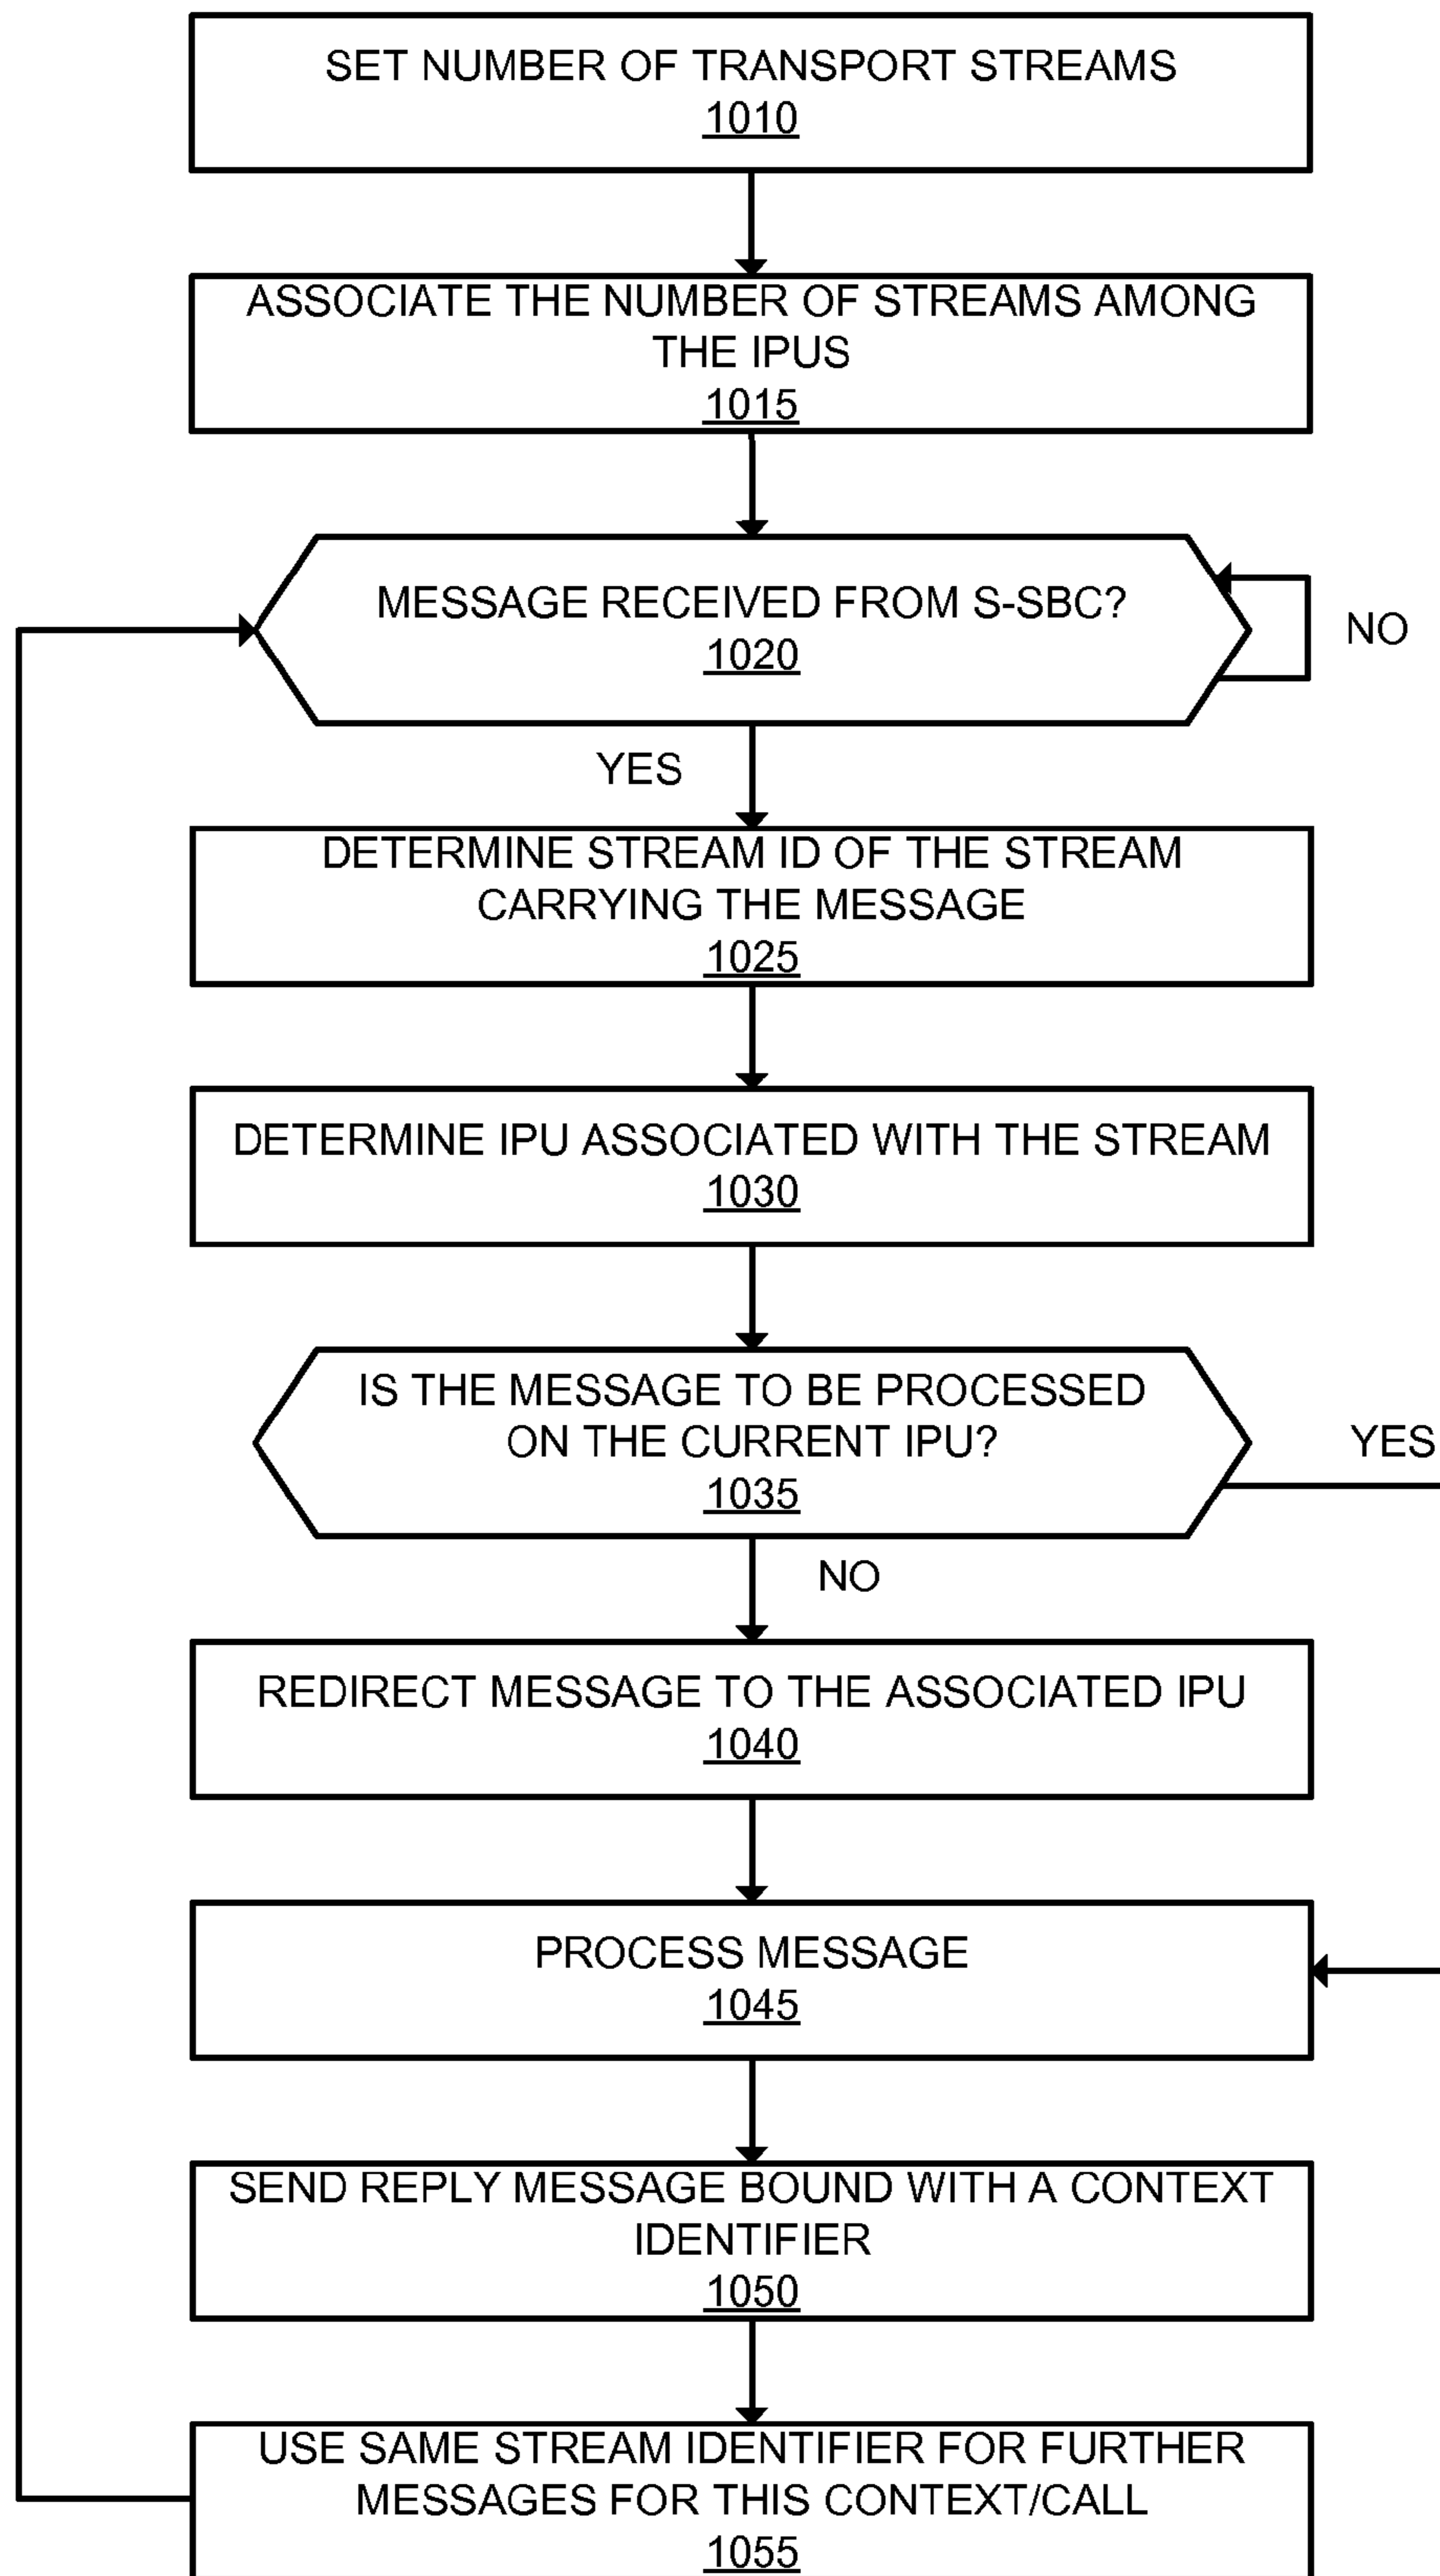 SET NUMBER OF TRANSPORT STREAMS
1010
ASSOCIATE THE NUMBER OF STREAMS AMONG
THE IPUS
1015
MESSAGE RECEIVED FROM S-SBC?
1020
NO
YES
DETERMINE STREAM ID OF THE STREAM
CARRYING THE MESSAGE
1025
DETERMINE IPU ASSOCIATED WITH THE STREAM
1030
IS THE MESSAGE TO BE PROCESSED
ON THE CURRENT IPU?
1035
YES
NO
REDIRECT MESSAGE TO THE ASSOCIATED IPU
1040
PROCESS MESSAGE
1045
SEND REPLY MESSAGE BOUND WITH A CONTEXT
IDENTIFIER
1050
USE SAME STREAM IDENTIFIER FOR FURTHER
MESSAGES FOR THIS CONTEXT/CALL
1055